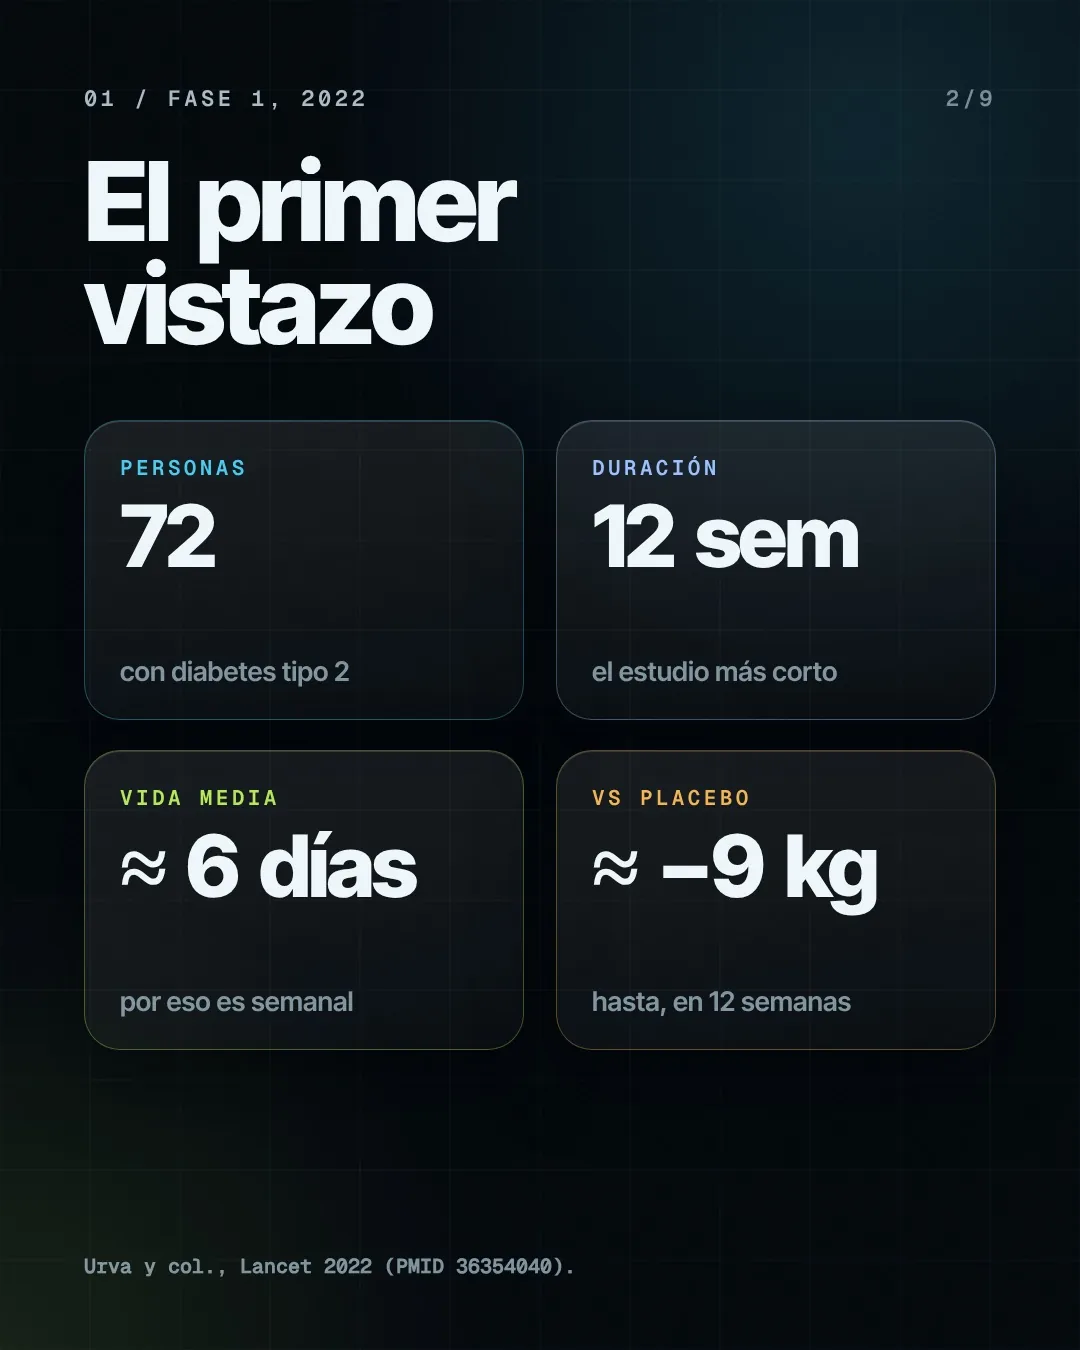 01 / FASE 1, 2022
2/9
El primer
vistazo
PERSONAS
72
con diabetes tipo 2
DURACIÓN
12 sem
el estudio más corto
VIDA MEDIA
≈ 6 días
por eso es semanal
VS PLACEBO
≈ −9 kg
hasta, en 12 semanas
Urva y col., Lancet 2022 (PMID 36354040).